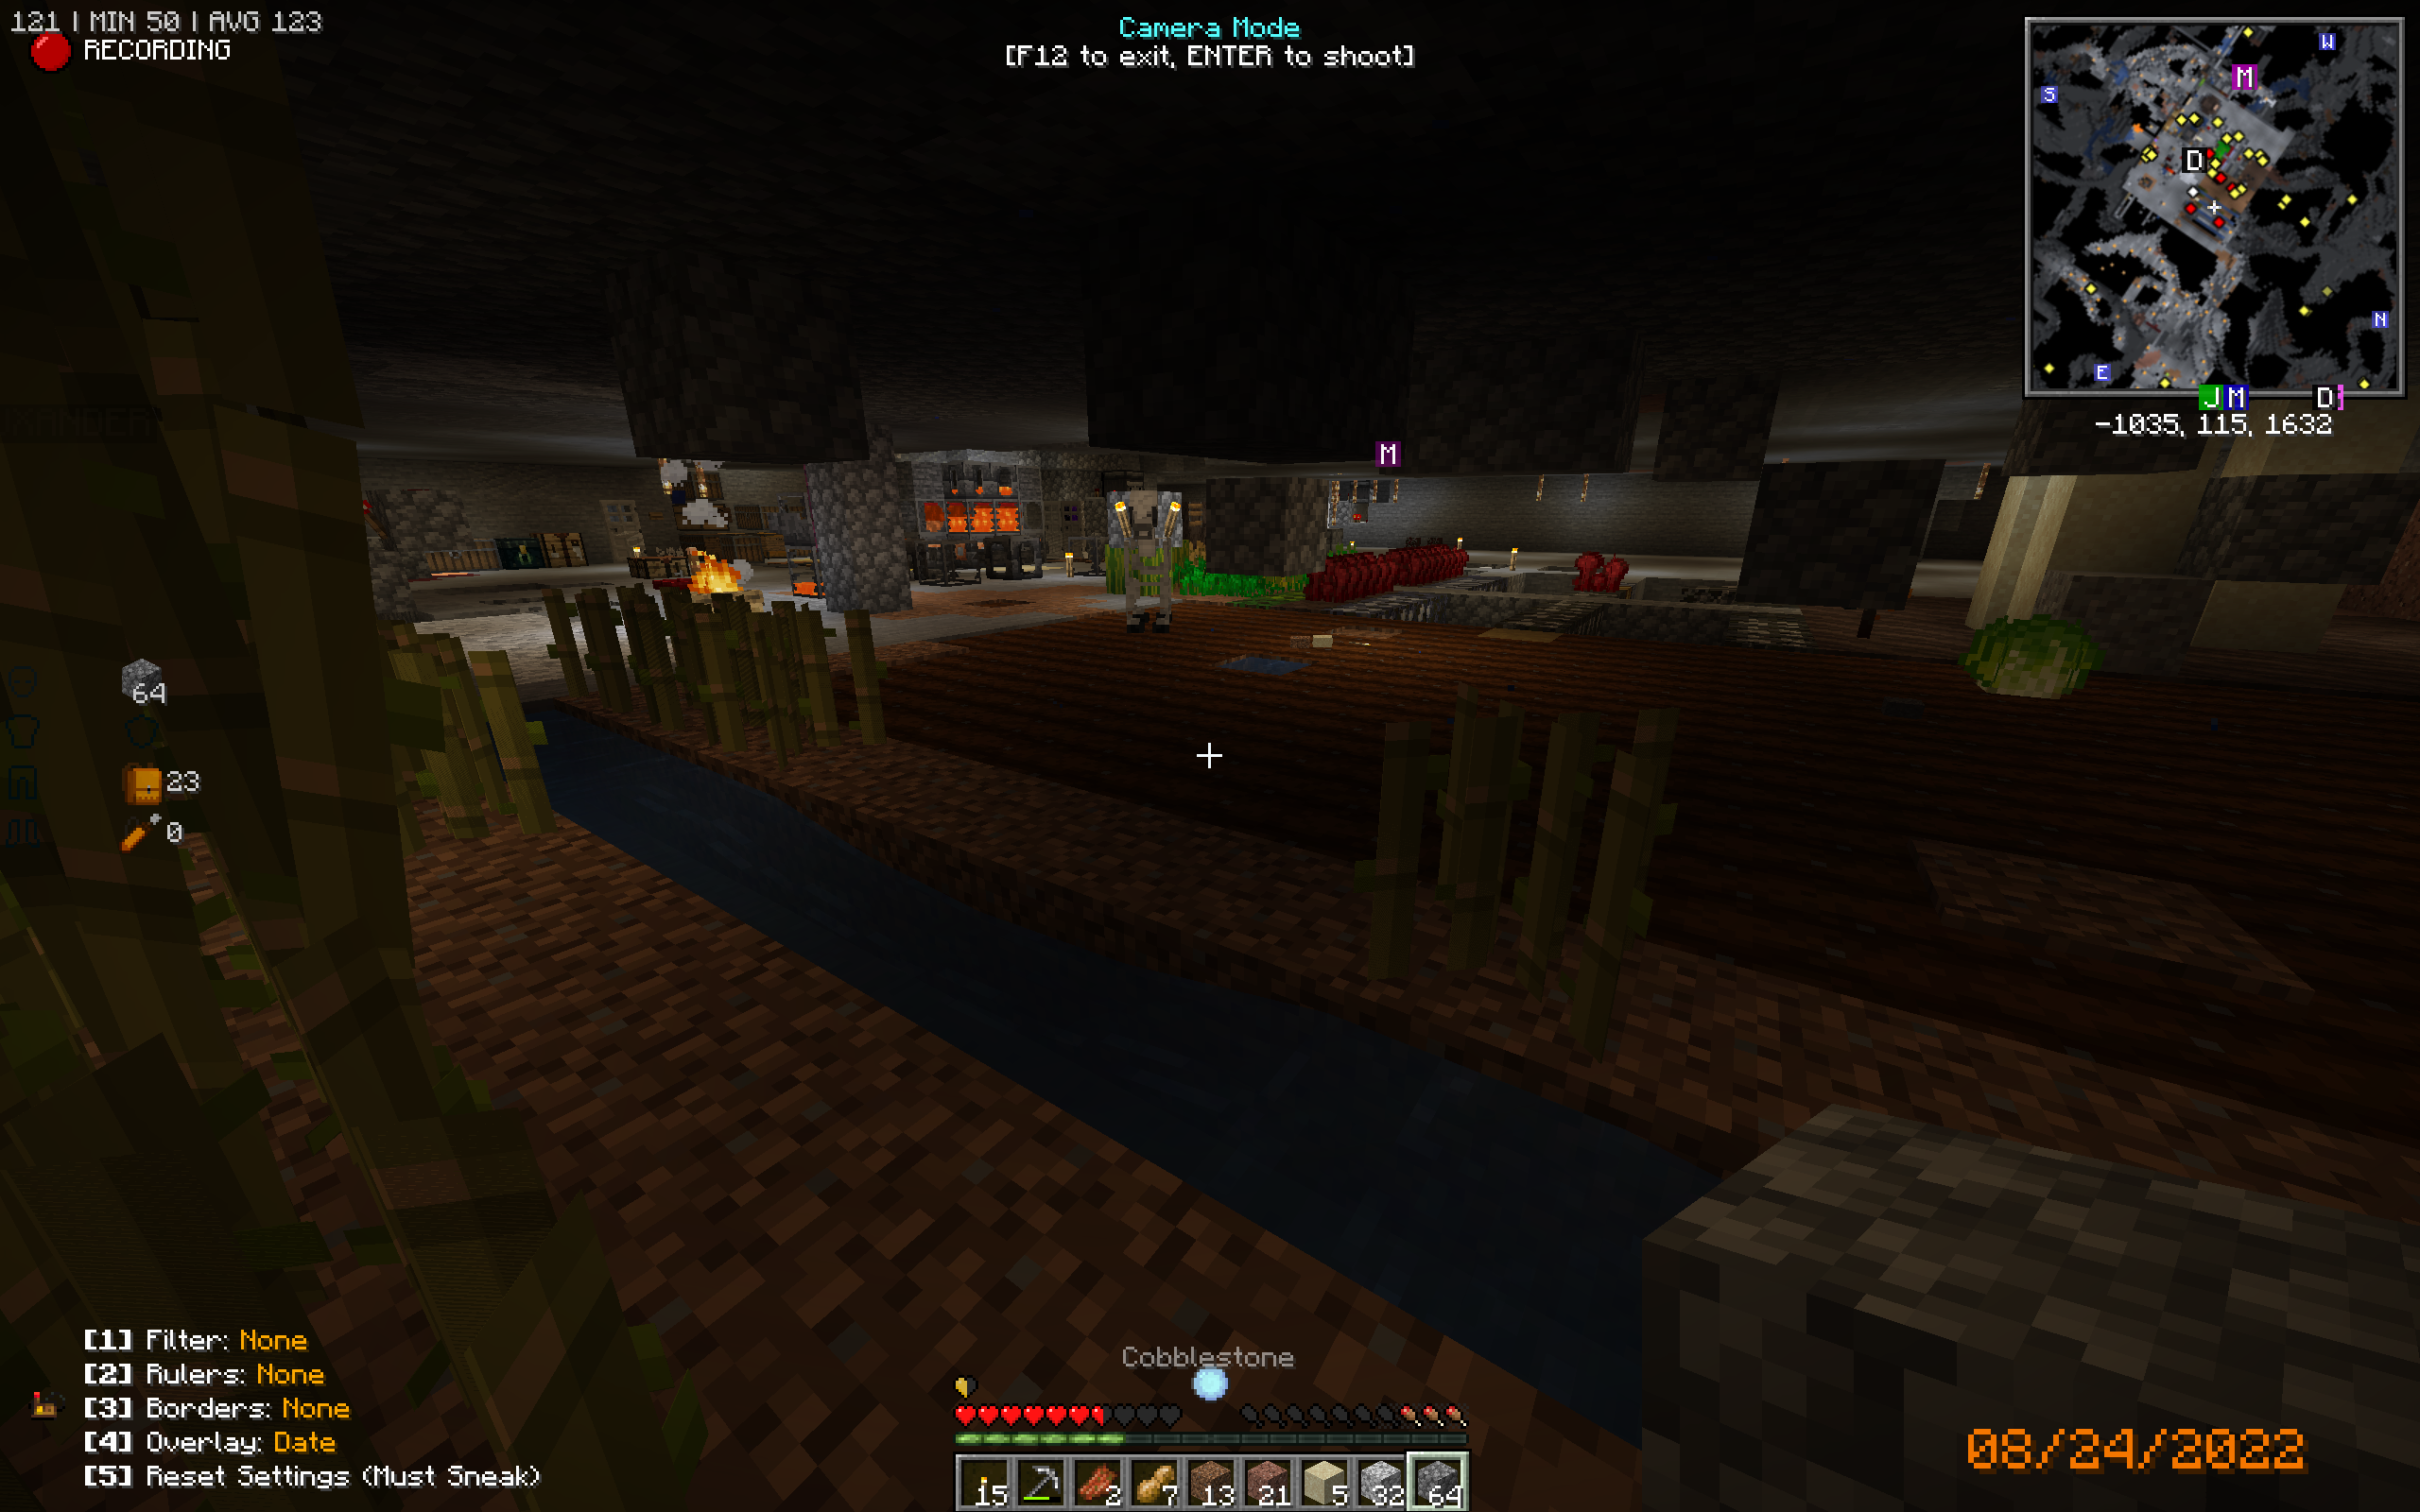 121 | MIN 50 | AVG 123
RECORDING
Camera Mode
[F12 to exit, ENTER to shoot]
W
M
S
D
N
E
J M D
-1035, 115, 1632
M
64
23
0
[1] Filter: None
[2] Rulers: None
[3] Borders: None
[4] Overlay: Date
[5] Reset Settings (Must Sneak)
Cobblestone
15 2 7 13 21 5 32 64
08/24/2022